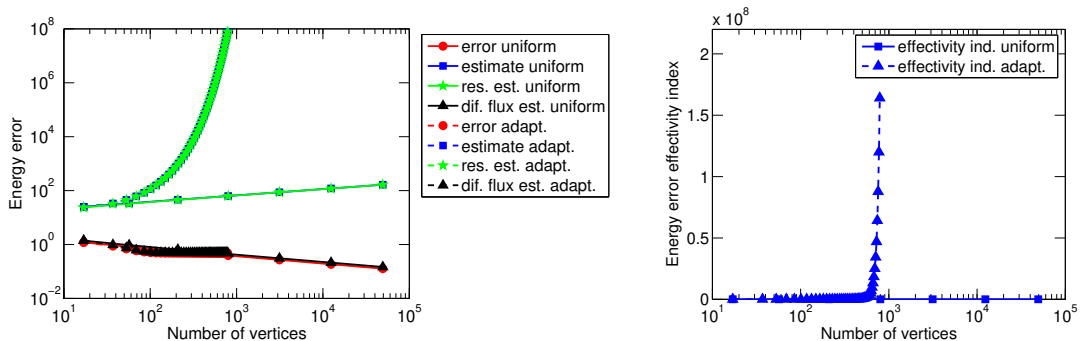 10^8
10^6
10^4
10^2
10^0
10^-2
Energy error
10^1 10^2 10^3 10^4 10^5
Number of vertices
error uniform
estimate uniform
res. est. uniform
dif. flux est. uniform
error adapt.
estimate adapt.
res. est. adapt.
dif. flux est. adapt.
x 10^8
2
1.5
1
0.5
0
Energy error effectivity index
10^1 10^2 10^3 10^4 10^5
Number of vertices
effectivity ind. uniform
effectivity ind. adapt.